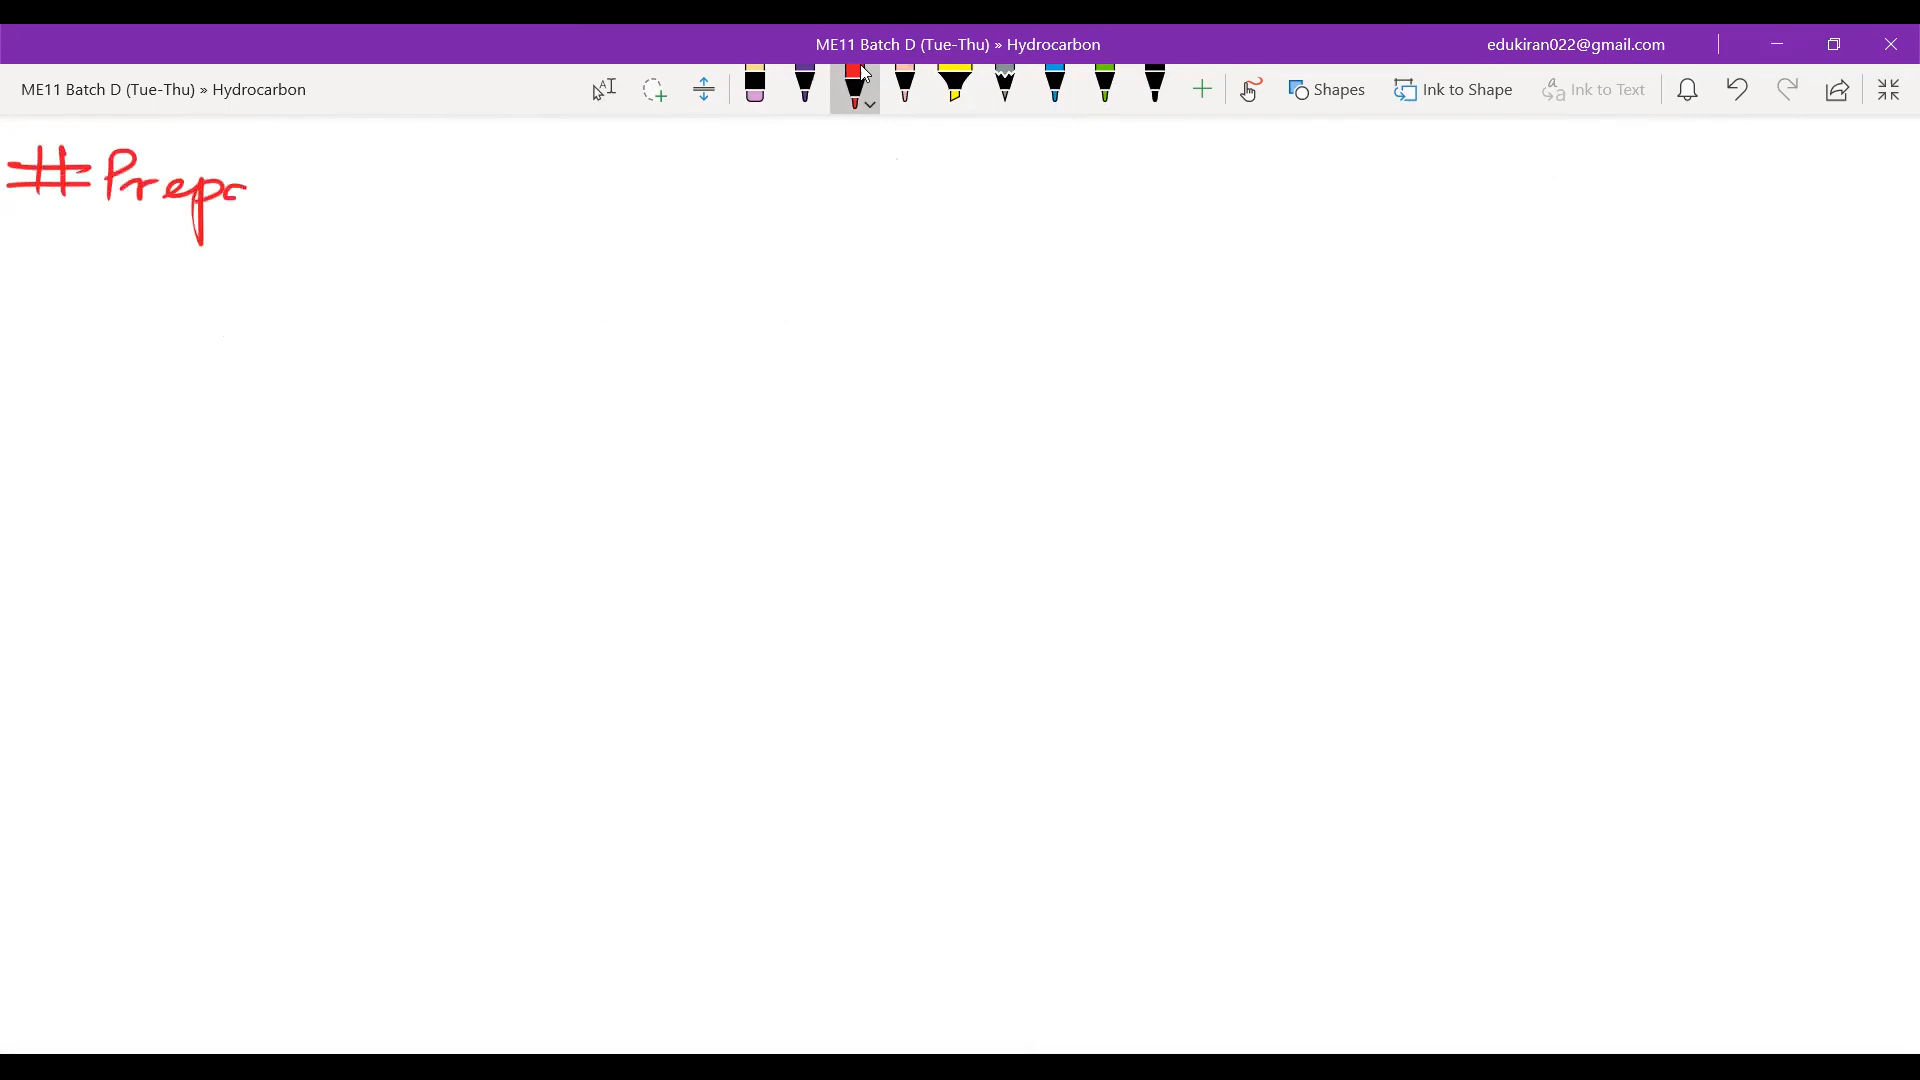 ME11 Batch D (Tue-Thu) » Hydrocarbon
edukiran022@gmail.com
ME11 Batch D (Tue-Thu) » Hydrocarbon
Shapes
Ink to Shape
Ink to Text
#Prepc